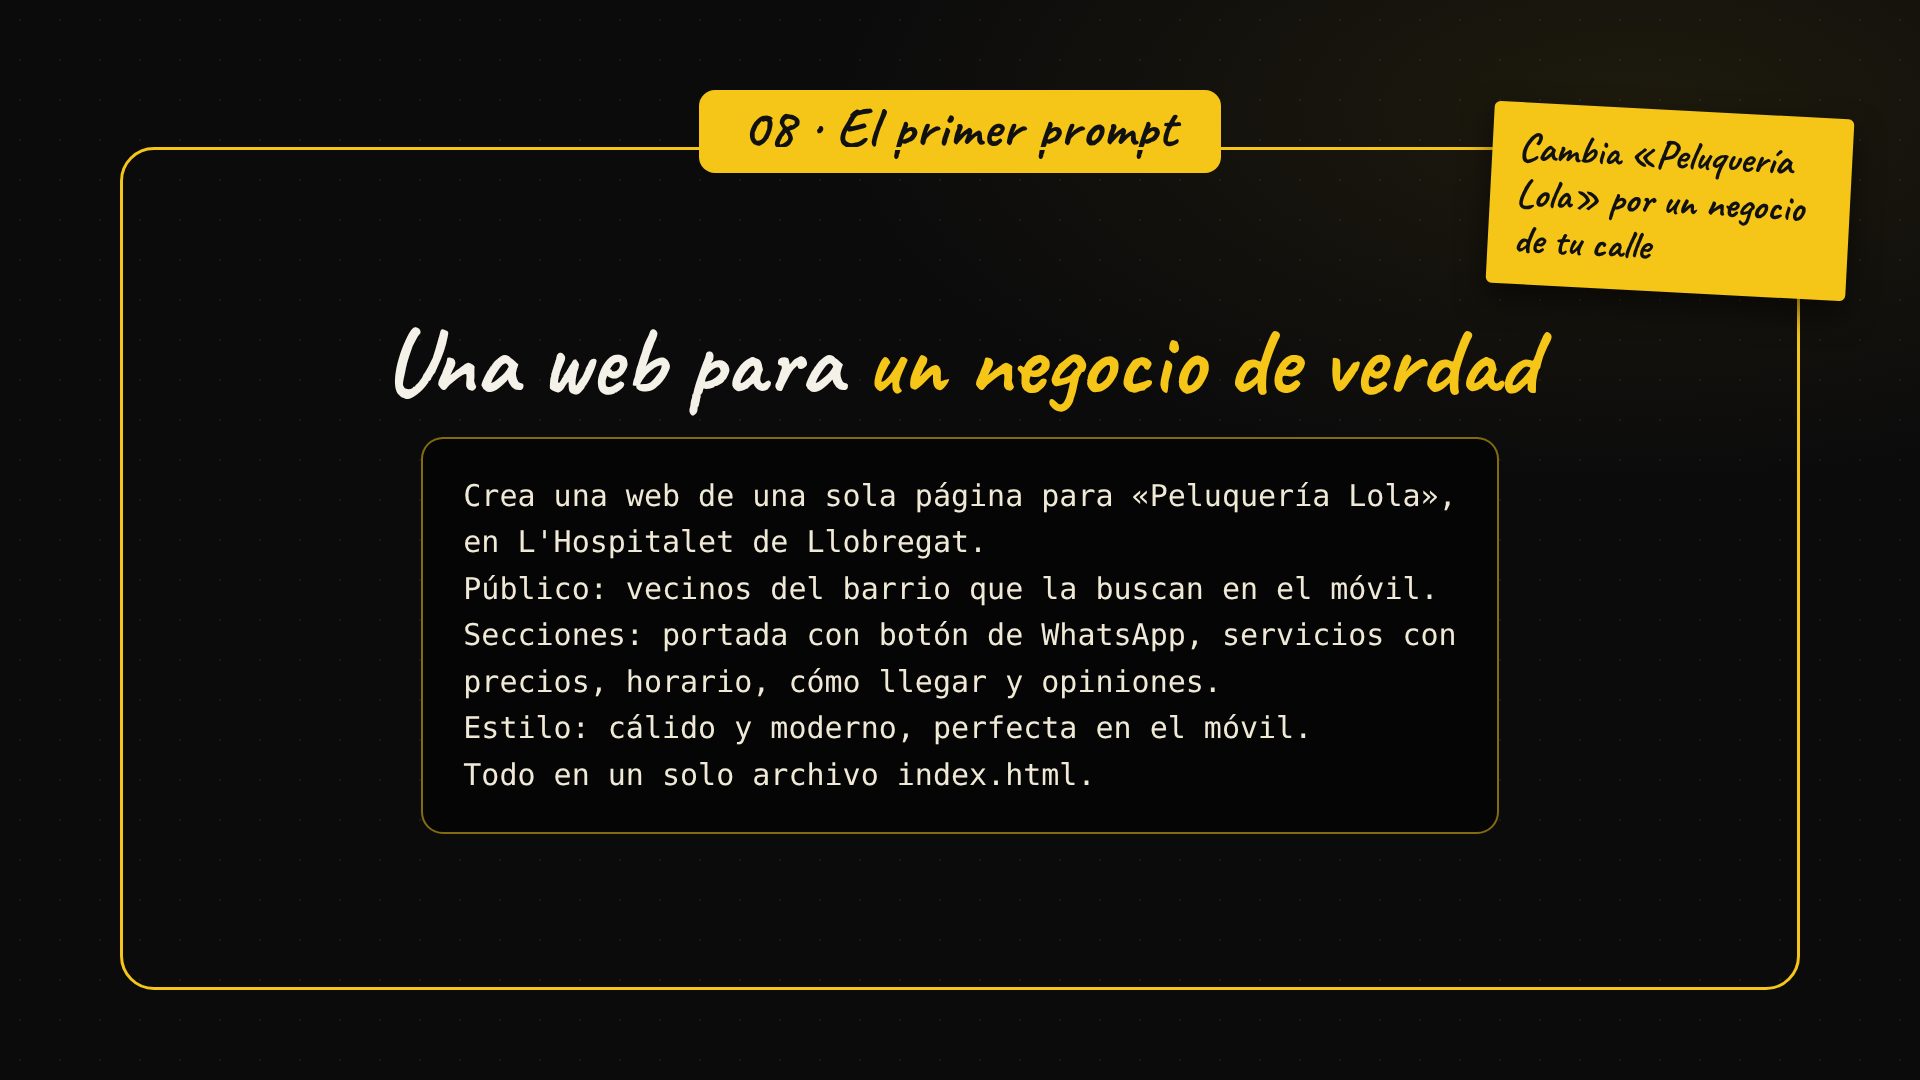 08 · El primer prompt
Cambia «Peluquería
Lola» por un negocio
de tu calle
Una web para un negocio de verdad
Crea una web de una sola página para «Peluquería Lola»,
en L'Hospitalet de Llobregat.
Público: vecinos del barrio que la buscan en el móvil.
Secciones: portada con botón de WhatsApp, servicios con
precios, horario, cómo llegar y opiniones.
Estilo: cálido y moderno, perfecta en el móvil.
Todo en un solo archivo index.html.